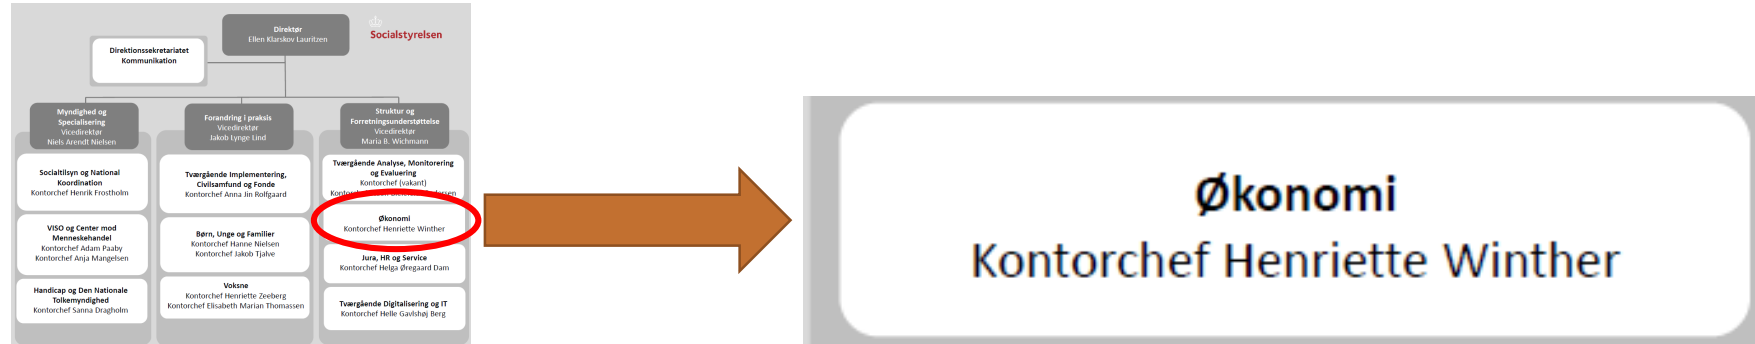 Direktør
Ellen Klarskov Lauritzen
Socialstyrelsen
Direktionssekretariatet
Kommunikation
Myndighed og
Specialisering
Vicedirektør
Niels Arendt Nielsen
Forandring i praksis
Vicedirektør
Jakob Lynge Lind
Struktur og
Forretningsunderstøttelse
Vicedirektør
Maria B. Wichmann
Socialtilsyn og National
Koordination
Kontorchef Henrik Frostholm
VISO og Center mod
Menneskehandel
Kontorchef Adam Paaby
Kontorchef Anja Mangelsen
Handicap og Den Nationale
Tolkemyndighed
Kontorchef Sanna Dragholm
Tværgående Implementering,
Civilsamfund og Fonde
Kontorchef Anna Jin Rolfgaard
Børn, Unge og Familier
Kontorchef Hanne Nielsen
Kontorchef Jakob Tjalve
Voksne
Kontorchef Henriette Zeeberg
Kontorchef Elisabeth Marian Thomassen
Tværgående Analyse, Monitorering
og Evaluering
Kontorchef (vakant)
Økonomi
Kontorchef Henriette Winther
Jura, HR og Service
Kontorchef Helga Øregaard Dam
Tværgående Digitalisering og IT
Kontorchef Helle Gavlshøj Berg
Økonomi
Kontorchef Henriette Winther